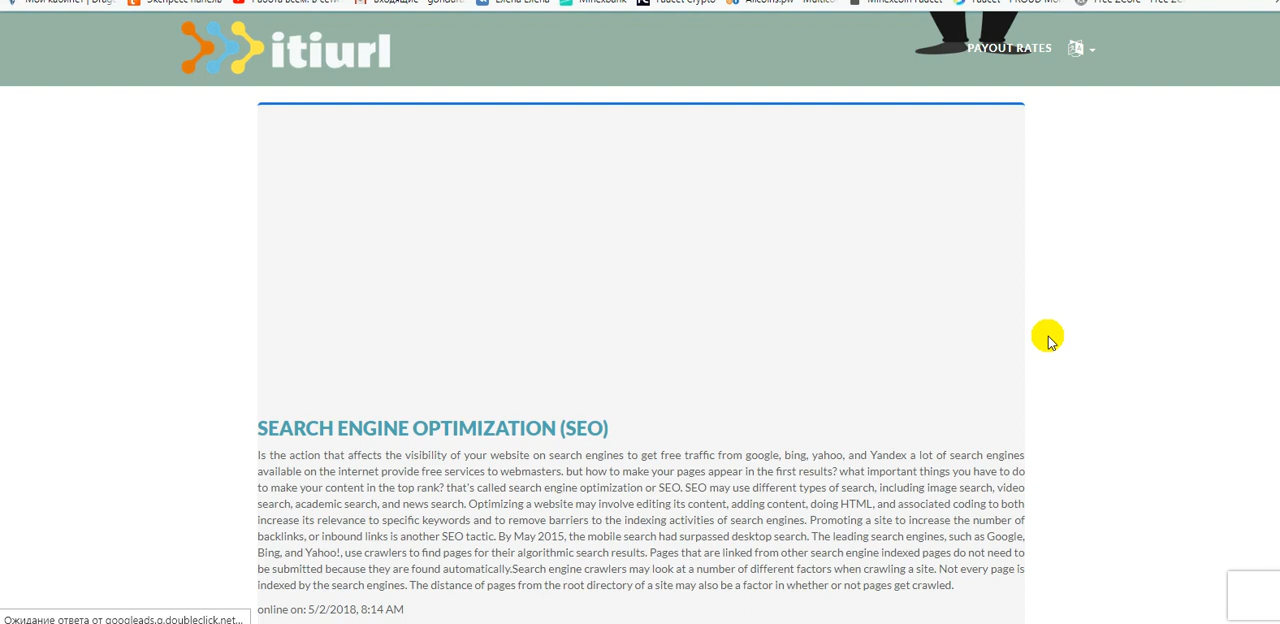 itiurl
PAYOUT RATES
SEARCH ENGINE OPTIMIZATION (SEO)
Is the action that affects the visibility of your website on search engines to get free traffic from google, bing, yahoo, and Yandex a lot of search engines
available on the internet provide free services to webmasters. but how to make your pages appear in the first results? what important things you have to do
to make your content in the top rank? that's called search engine optimization or SEO. SEO may use different types of search, including image search, video
search, academic search, and news search. Optimizing a website may involve editing its content, adding content, doing HTML, and associated coding to both
increase its relevance to specific keywords and to remove barriers to the indexing activities of search engines. Promoting a site to increase the number of
backlinks, or inbound links is another SEO tactic. By May 2015, the mobile search had surpassed desktop search. The leading search engines, such as Google,
Bing, and Yahoo!, use crawlers to find pages for their algorithmic search results. Pages that are linked from other search engine indexed pages do not need to
be submitted because they are found automatically.Search engine crawlers may look at a number of different factors when crawling a site. Not every page is
indexed by the search engines. The distance of pages from the root directory of a site may also be a factor in whether or not pages get crawled.
online on: 5/2/2018, 8:14 AM
Ожидание ответа от googleads.g.doubleclick.net...